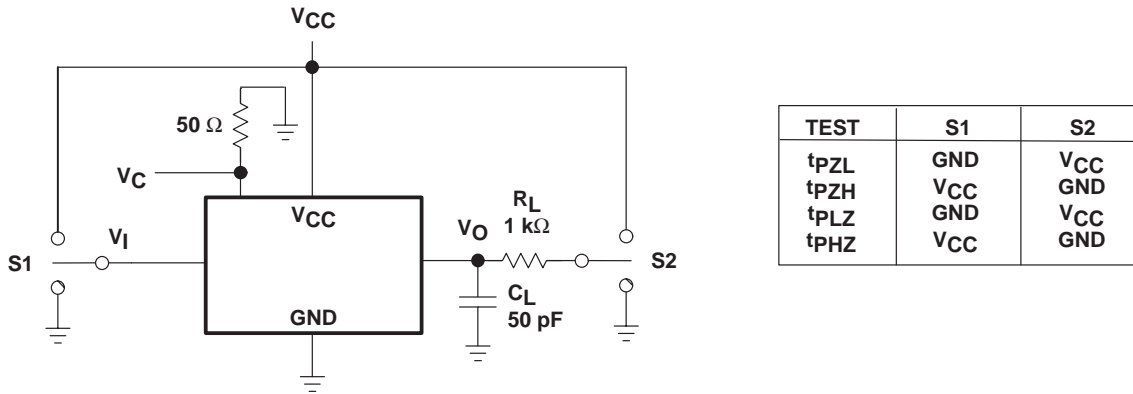 VCC
50 Ω
VC
VCC
VI
S1
GND
VO
RL
1 kΩ
CL
50 pF
S2
TEST S1 S2
tPZL GND VCC
tPZH VCC GND
tPLZ GND VCC
tPHZ VCC GND